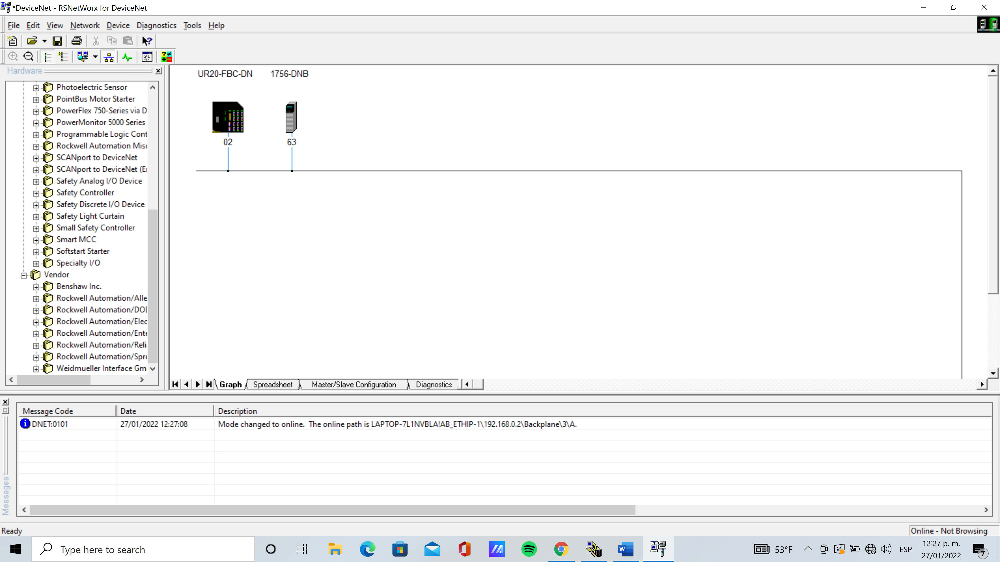 *DeviceNet - RSNetWorx for DeviceNet
File Edit View Network Device Diagnostics Tools Help
Hardware
Photoelectric Sensor
PointBus Motor Starter
PowerFlex 750-Series via D
PowerMonitor 5000 Series
Programmable Logic Cont
Rockwell Automation Misc
SCANport to DeviceNet
SCANport to DeviceNet (Er
Safety Analog I/O Device
Safety Controller
Safety Discrete I/O Device
Safety Light Curtain
Small Safety Controller
Smart MCC
Softstart Starter
Specialty I/O
Vendor
Benshaw Inc.
Rockwell Automation/Alle
Rockwell Automation/DOD
Rockwell Automation/Elec
Rockwell Automation/Ente
Rockwell Automation/Reli
Rockwell Automation/Spre
Weidmueller Interface Gm
UR20-FBC-DN 1756-DNB
02 63
Graph Spreadsheet Master/Slave Configuration Diagnostics
Messages
Message Code Date Description
DNET:0101 27/01/2022 12:27:08 Mode changed to online. The online path is LAPTOP-7L1NVBLA!AB_ETHIP-1\192.168.0.2\Backplane\3\A.
Ready Online - Not Browsing
Type here to search
W
53°F ESP
12:27 p. m.
27/01/2022
7